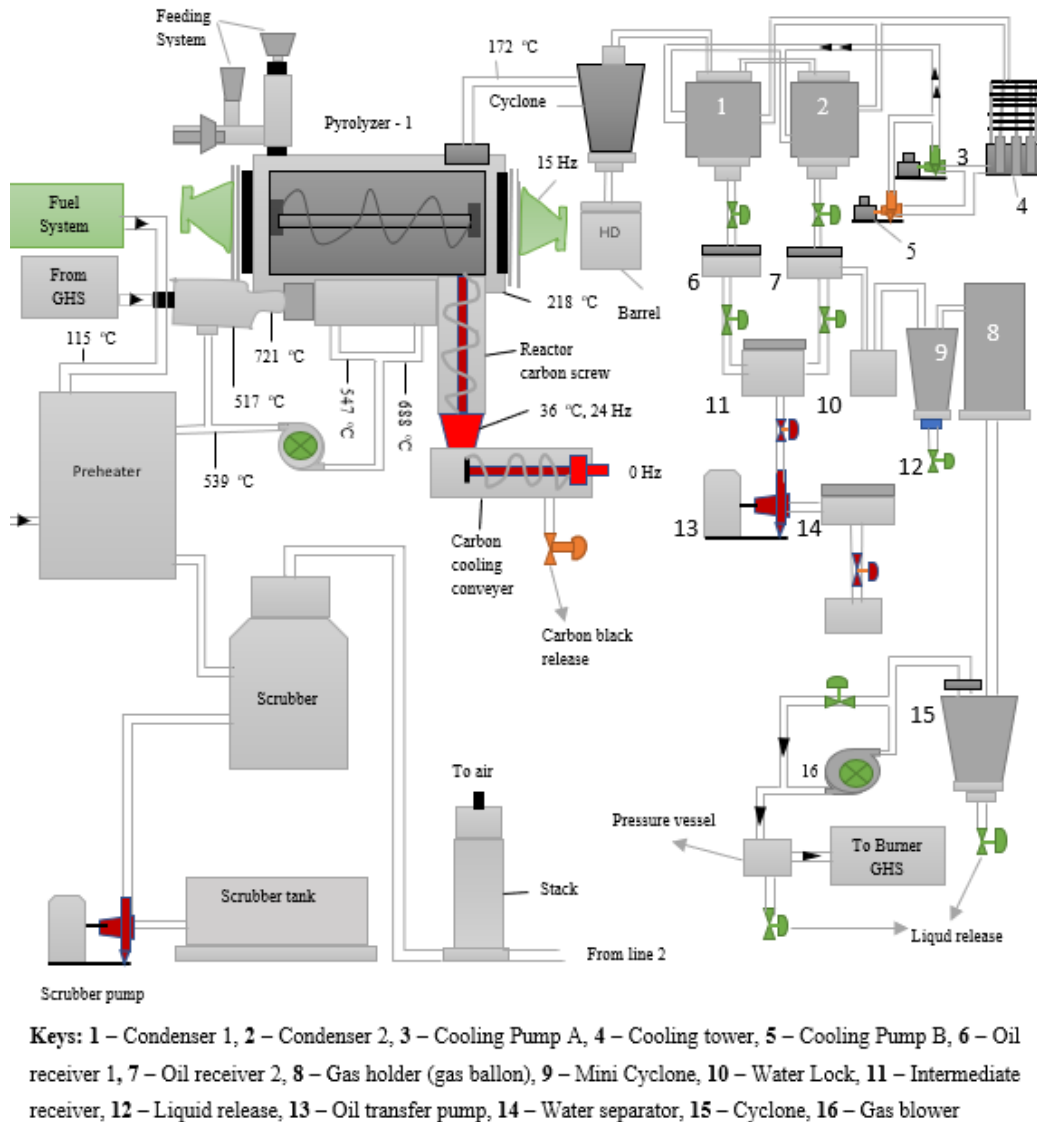 Feeding
System
172 °C
Cyclone
Pyrolyzer - 1
15 Hz
1
2
3
4
5
Fuel
System
From
GHS
HD
Barrel
6
7
8
9
218 °C
115 °C
721 °C
517 °C
547 °C
688 °C
Reactor
carbon screw
36 °C, 24 Hz
0 Hz
11
10
12
Preheater
539 °C
13
14
Carbon
cooling
conveyer
Carbon black
release
Scrubber
15
16
To air
Pressure vessel
To Burner
GHS
Stack
Scrubber tank
Liqud release
From line 2
Scrubber pump
Keys: 1 – Condenser 1, 2 – Condenser 2, 3 – Cooling Pump A, 4 – Cooling tower, 5 – Cooling Pump B, 6 – Oil
receiver 1, 7 – Oil receiver 2, 8 – Gas holder (gas ballon), 9 – Mini Cyclone, 10 – Water Lock, 11 – Intermediate
receiver, 12 – Liquid release, 13 – Oil transfer pump, 14 – Water separator, 15 – Cyclone, 16 – Gas blower